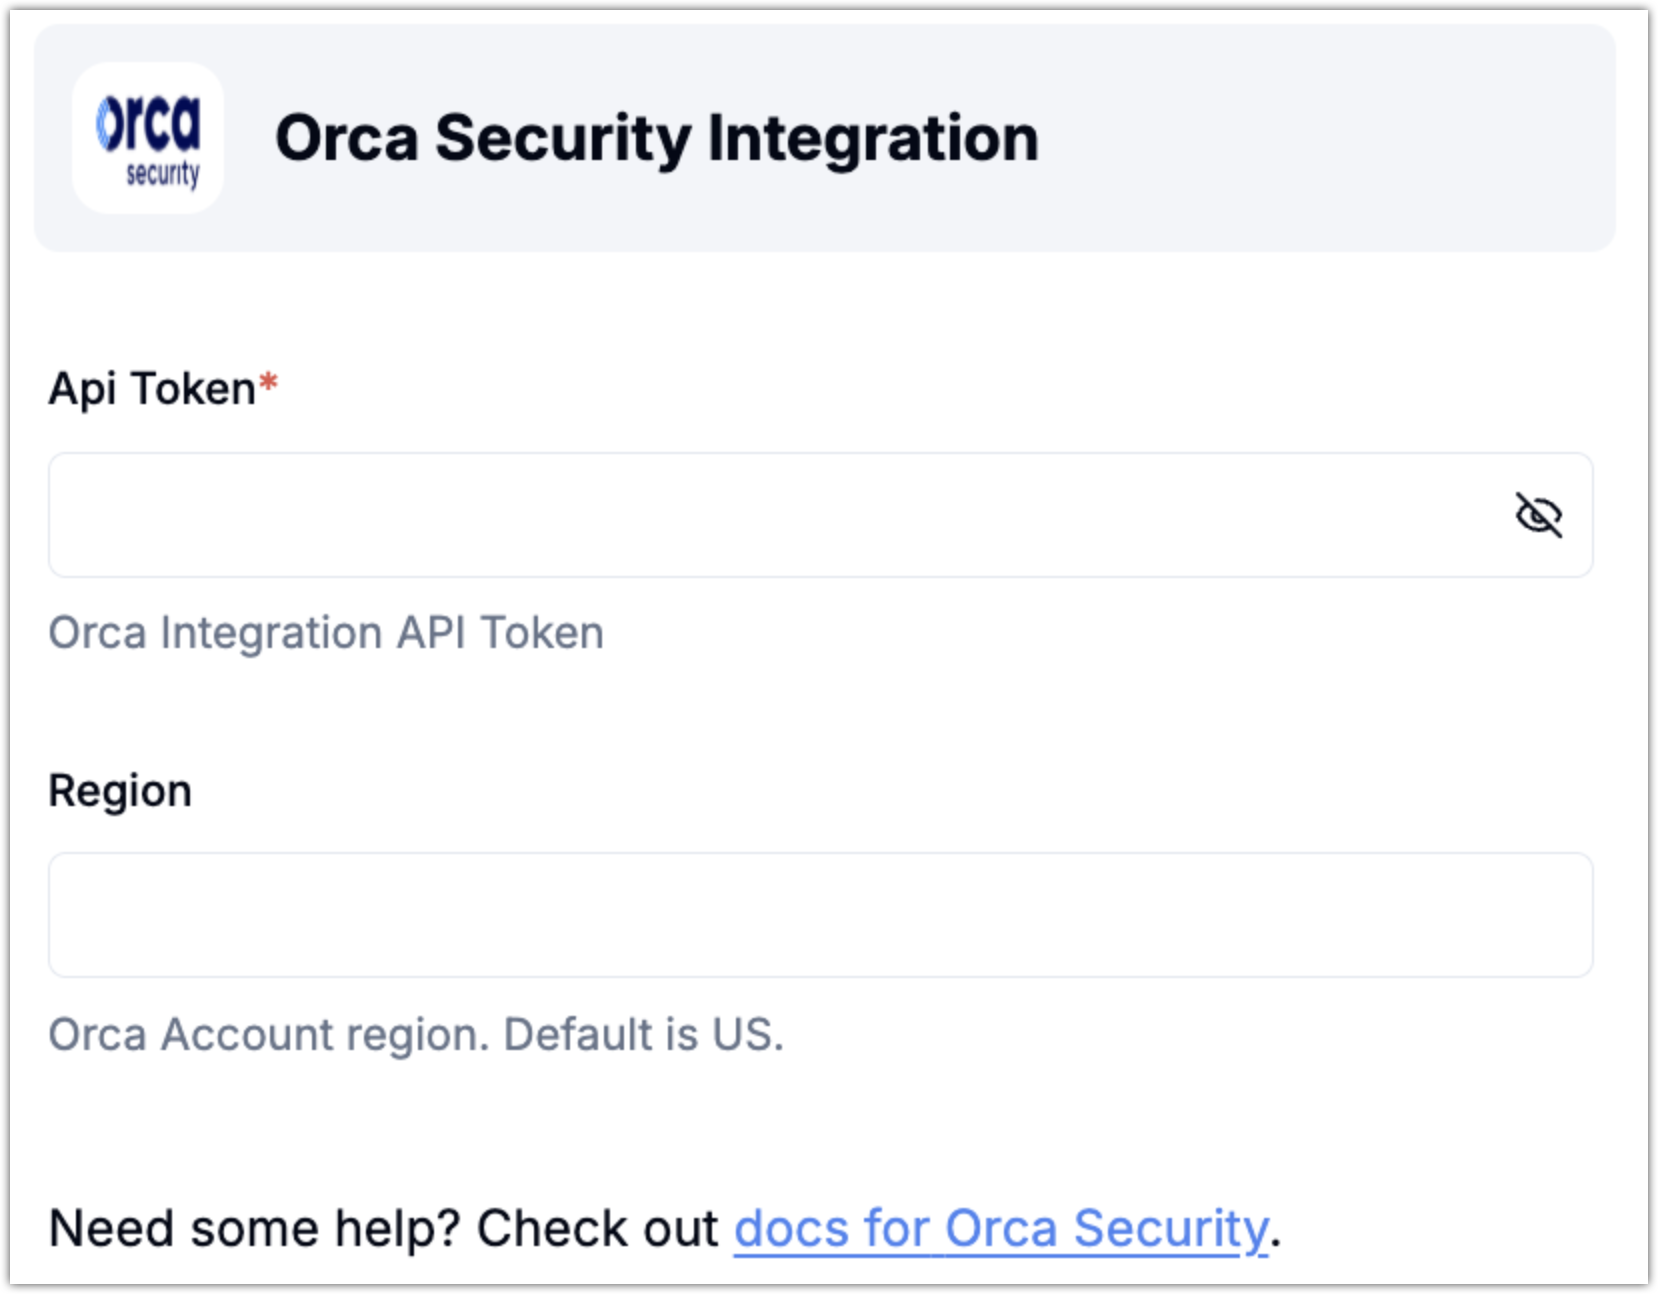 orca
security
Orca Security Integration
Api Token*
Orca Integration API Token
Region
Orca Account region. Default is US.
Need some help? Check out docs for Orca Security.